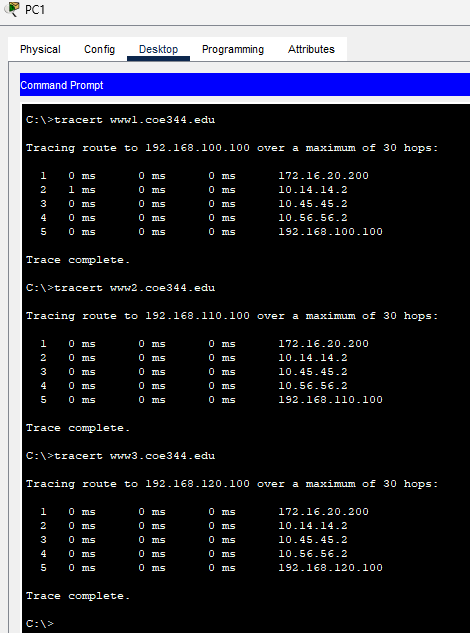 PC1
Physical Config Desktop Programming Attributes
Command Prompt
C:\>tracert www1.coe344.edu
Tracing route to 192.168.100.100 over a maximum of 30 hops:
1 0 ms 0 ms 0 ms 172.16.20.200
2 1 ms 0 ms 0 ms 10.14.14.2
3 0 ms 0 ms 0 ms 10.45.45.2
4 0 ms 0 ms 0 ms 10.56.56.2
5 0 ms 0 ms 0 ms 192.168.100.100
Trace complete.
C:\>tracert www2.coe344.edu
Tracing route to 192.168.110.100 over a maximum of 30 hops:
1 0 ms 0 ms 0 ms 172.16.20.200
2 0 ms 0 ms 0 ms 10.14.14.2
3 0 ms 0 ms 0 ms 10.45.45.2
4 0 ms 0 ms 0 ms 10.56.56.2
5 0 ms 0 ms 0 ms 192.168.110.100
Trace complete.
C:\>tracert www3.coe344.edu
Tracing route to 192.168.120.100 over a maximum of 30 hops:
1 0 ms 0 ms 0 ms 172.16.20.200
2 0 ms 0 ms 0 ms 10.14.14.2
3 0 ms 0 ms 0 ms 10.45.45.2
4 0 ms 0 ms 0 ms 10.56.56.2
5 0 ms 0 ms 0 ms 192.168.120.100
Trace complete.
C:\>